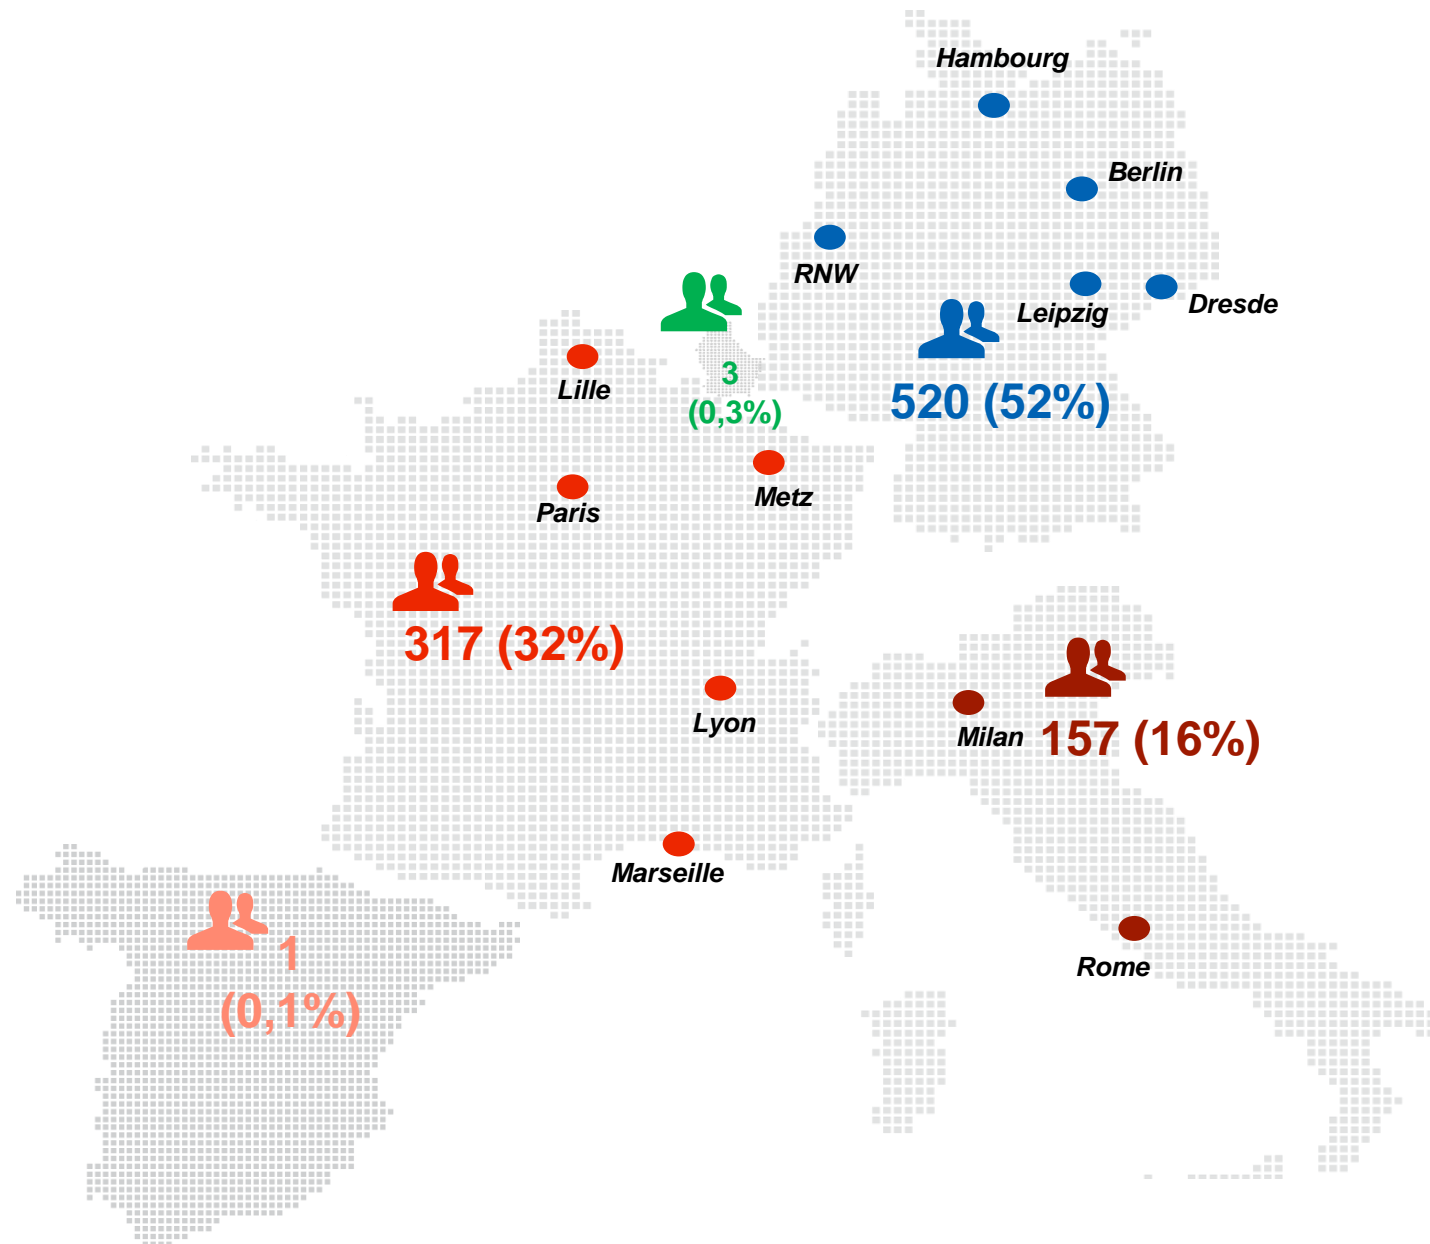 Hambourg
Berlin
RNW
Leipzig
Dresde
3
(0,3%)
520 (52%)
Lille
Metz
Paris
317 (32%)
Lyon
Milan
157 (16%)
Marseille
1
(0,1%)
Rome